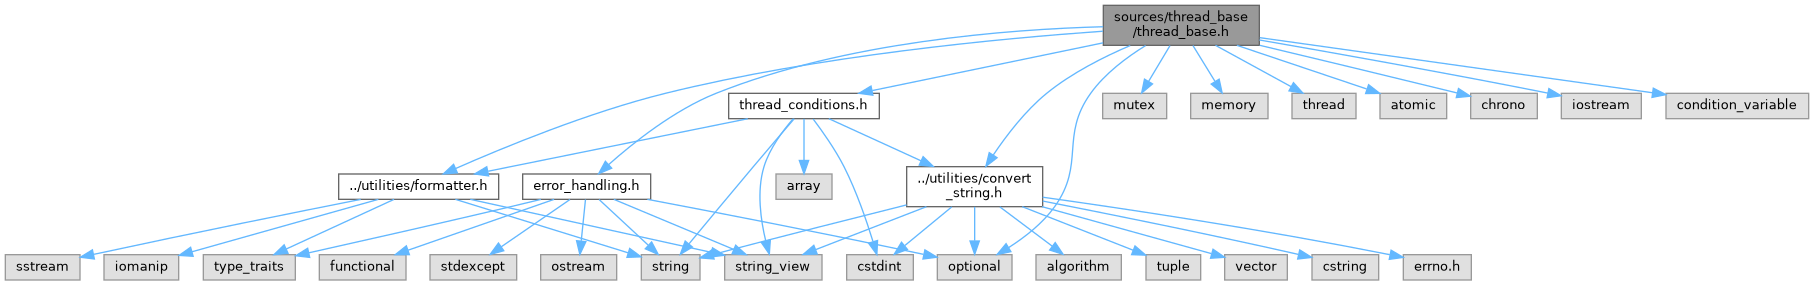 sources/thread_base
/thread_base.h
thread_conditions.h
mutex
memory
thread
atomic
chrono
iostream
condition_variable
../utilities/formatter.h
error_handling.h
array
../utilities/convert
_string.h
sstream
iomanip
type_traits
functional
stdexcept
ostream
string
string_view
cstdint
optional
algorithm
tuple
vector
cstring
errno.h